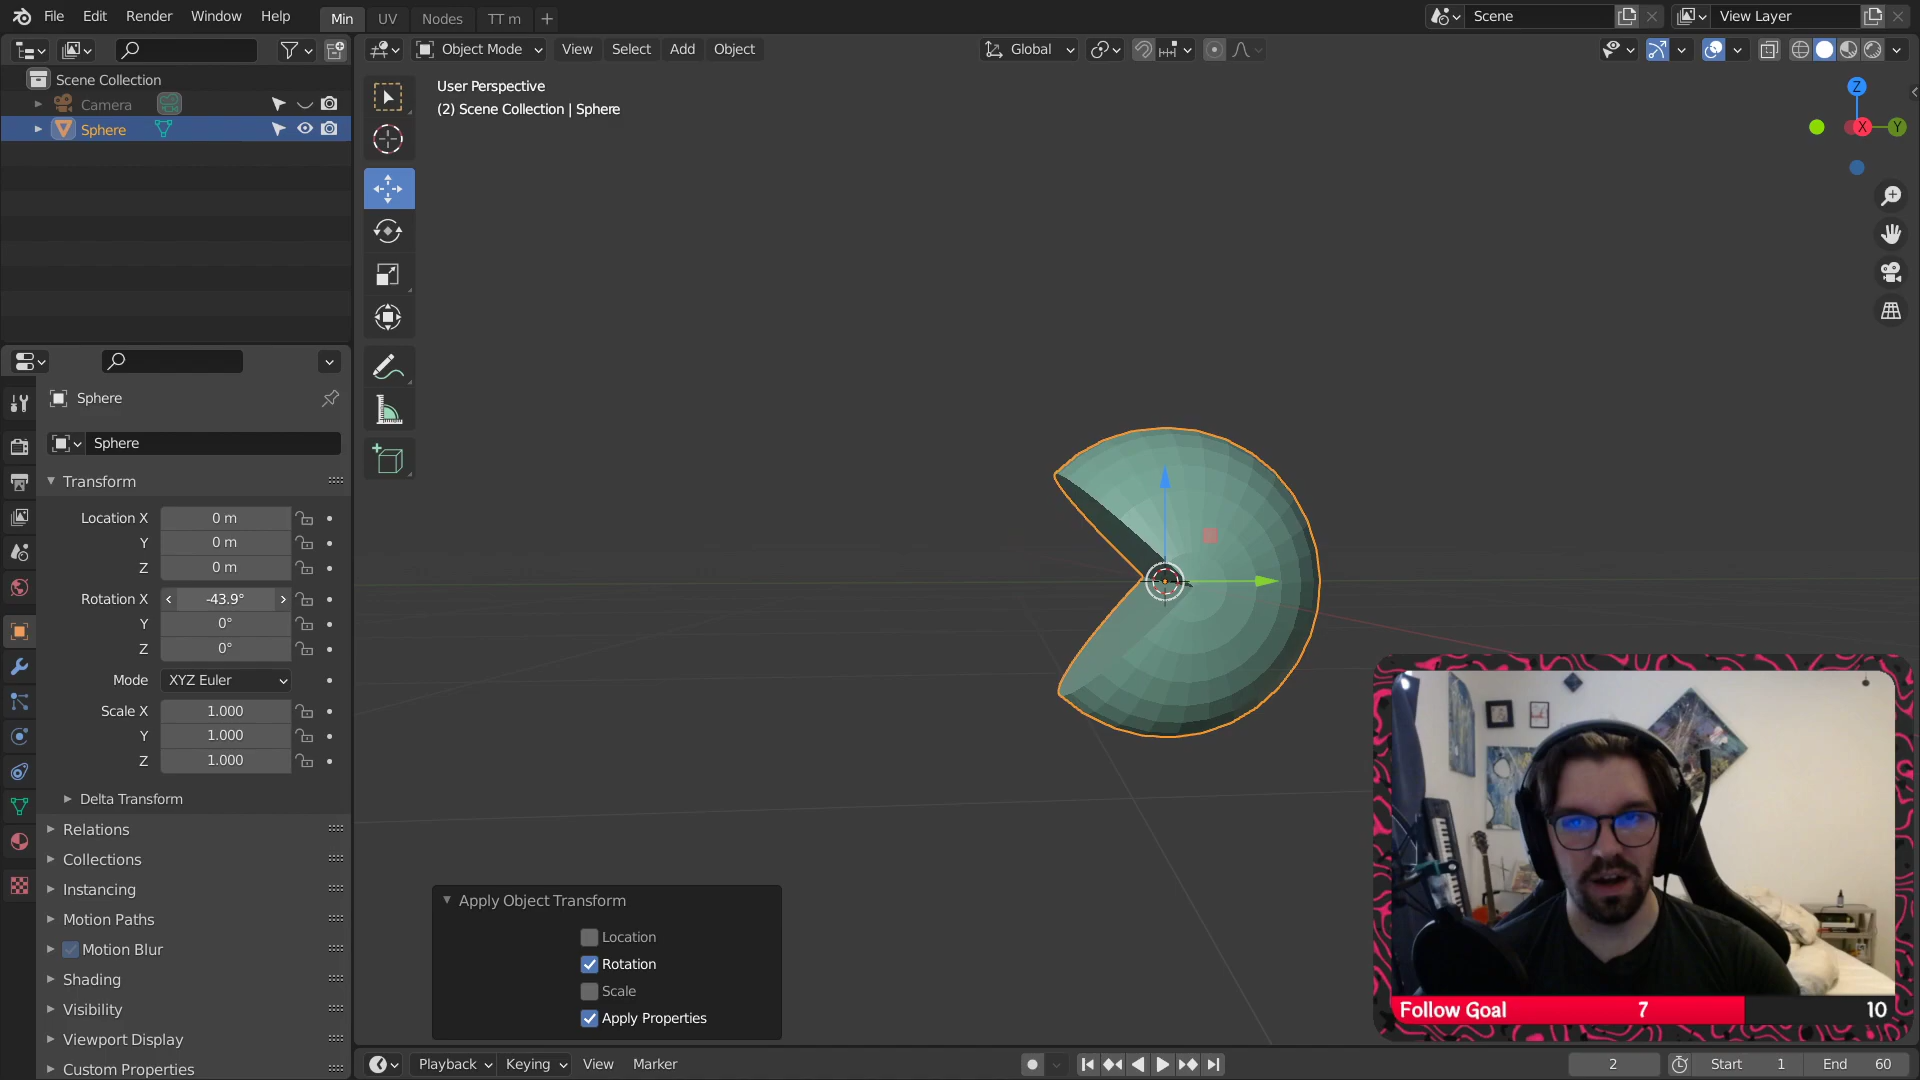 File Edit Render Window Help Min UV Nodes TT m + Scene View Layer
Object Mode View Select Add Object Global
Scene Collection
Camera
Sphere
User Perspective
(2) Scene Collection | Sphere
Z
X
Y
Sphere
Sphere
Transform
Location X 0 m
Y 0 m
Z 0 m
Rotation X -43.9°
Y 0°
Z 0°
Mode XYZ Euler
Scale X 1.000
Y 1.000
Z 1.000
Delta Transform
Relations
Collections
Instancing
Motion Paths
Motion Blur
Shading
Visibility
Viewport Display
Custom Properties
Apply Object Transform
Location
Rotation
Scale
Apply Properties
Follow Goal 7 10
Playback Keying View Marker 2 Start 1 End 60